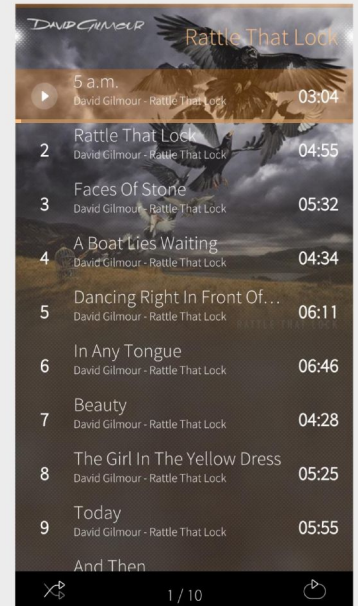 DAVID GILMOUR
Rattle That Lock
5 a.m.
David Gilmour - Rattle That Lock
03:04
2
Rattle That Lock
David Gilmour - Rattle That Lock
04:55
3
Faces Of Stone
David Gilmour - Rattle That Lock
05:32
4
A Boat Lies Waiting
David Gilmour - Rattle That Lock
04:34
5
Dancing Right In Front Of...
David Gilmour - Rattle That Lock
06:11
RATTLE THAT LOCK
6
In Any Tongue
David Gilmour - Rattle That Lock
06:46
7
Beauty
David Gilmour - Rattle That Lock
04:28
8
The Girl In The Yellow Dress
David Gilmour - Rattle That Lock
05:25
9
Today
David Gilmour - Rattle That Lock
05:55
And Then
1 / 10